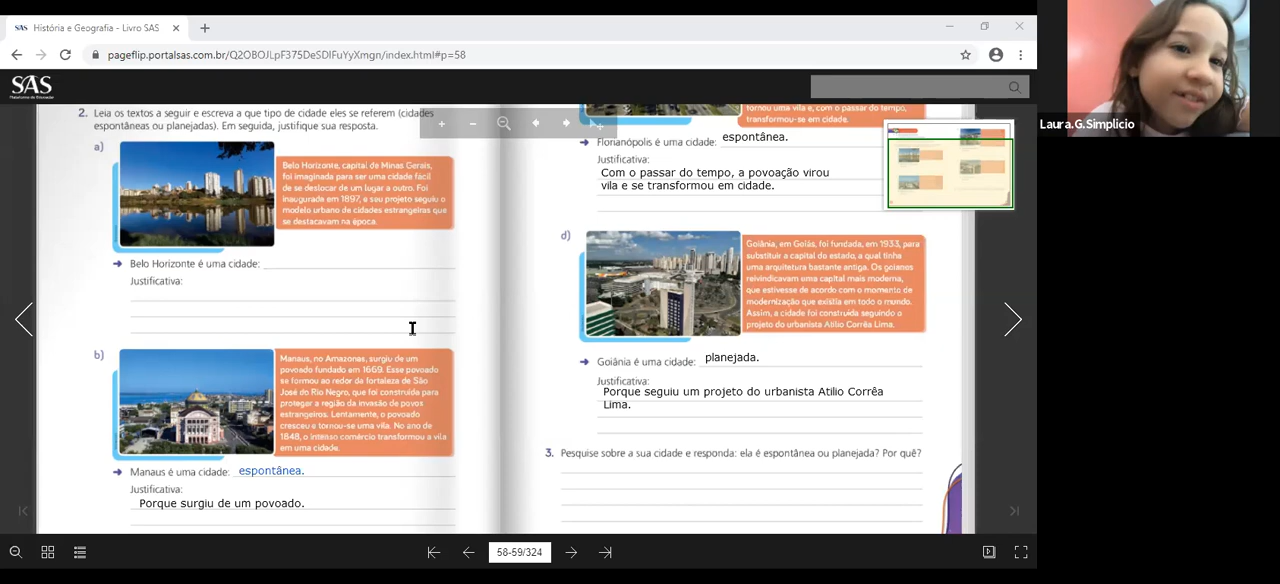 História e Geografia - Livro SAS
pageflip.portalsas.com.br/Q2OBOJLpF375DeSDIFuYyXmgn/index.html#p=58
SAS
Laura.G.Simplicio
2. Leia os textos a seguir e escreva a que tipo de cidade eles se referem (cidades
espontâneas ou planejadas). Em seguida, justifique sua resposta.
a)
Belo Horizonte, capital de Minas Gerais,
foi imaginada para ser uma cidade fácil
de se deslocar de um lugar a outro. Foi
inaugurada em 1897, e seu projeto seguiu o
modelo urbano de cidades estrangeiras que
se destacavam na época.
Belo Horizonte é uma cidade:
Justificativa:
b)
Manaus, no Amazonas, surgiu de um
povoado fundado em 1669. Esse povoado
se formou ao redor da fortaleza de São
José do Rio Negro, que foi construída para
proteger a região da invasão de povos
estrangeiros. Lentamente, o povoado
cresceu e tornou-se uma vila. No ano de
1848, o intenso comércio transformou a vila
em uma cidade.
Manaus é uma cidade: espontânea.
Justificativa:
Porque surgiu de um povoado.
tornou uma vila e, com o passar do tempo,
transformou-se em cidade.
Florianópolis é uma cidade: espontânea.
Justificativa:
Com o passar do tempo, a povoação virou
vila e se transformou em cidade.
d)
Goiânia, em Goiás, foi fundada, em 1933, para
substituir a capital do estado, a qual tinha
uma arquitetura bastante antiga. Os goianos
reivindicavam uma capital mais moderna,
que estivesse de acordo com o momento de
modernização que existia em todo o mundo.
Assim, a cidade foi construída seguindo o
projeto do urbanista Atilio Corrêa Lima.
Goiânia é uma cidade: planejada.
Justificativa:
Porque seguiu um projeto do urbanista Atilio Corrêa
Lima.
3. Pesquise sobre a sua cidade e responda: ela é espontânea ou planejada? Por quê?
58-59/324